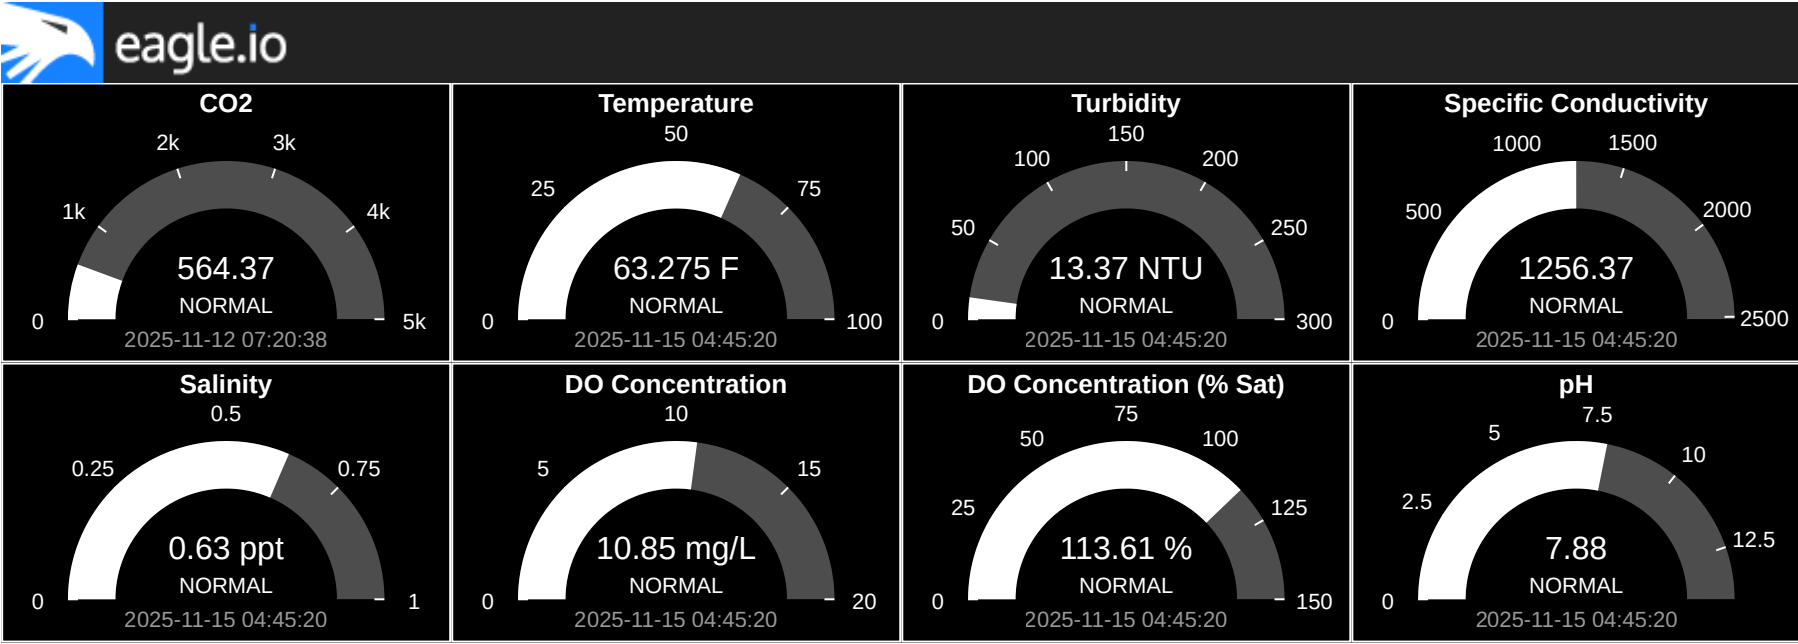 eagle.io
CO2
0
1k
2k
3k
4k
5k
564.37
NORMAL
2025-11-12 07:20:38
Temperature
0
25
50
75
100
63.275 F
NORMAL
2025-11-15 04:45:20
Turbidity
0
50
100
150
200
250
300
13.37 NTU
NORMAL
2025-11-15 04:45:20
Specific Conductivity
0
500
1000
1500
2000
2500
1256.37
NORMAL
2025-11-15 04:45:20
Salinity
0
0.25
0.5
0.75
1
0.63 ppt
NORMAL
2025-11-15 04:45:20
DO Concentration
0
5
10
15
20
10.85 mg/L
NORMAL
2025-11-15 04:45:20
DO Concentration (% Sat)
0
25
50
75
100
125
150
113.61 %
NORMAL
2025-11-15 04:45:20
pH
0
2.5
5
7.5
10
12.5
7.88
NORMAL
2025-11-15 04:45:20